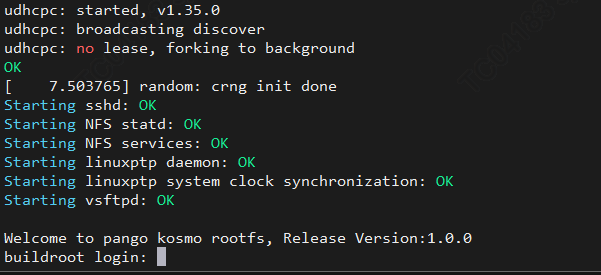 udhcpc: started, v1.35.0
udhcpc: broadcasting discover
udhcpc: no lease, forking to background
OK
[    7.503765] random: crng init done
Starting sshd: OK
Starting NFS statd: OK
Starting NFS services: OK
Starting linuxptp daemon: OK
Starting linuxptp system clock synchronization: OK
Starting vsftpd: OK
Welcome to pango kosmo rootfs, Release Version:1.0.0
buildroot login: